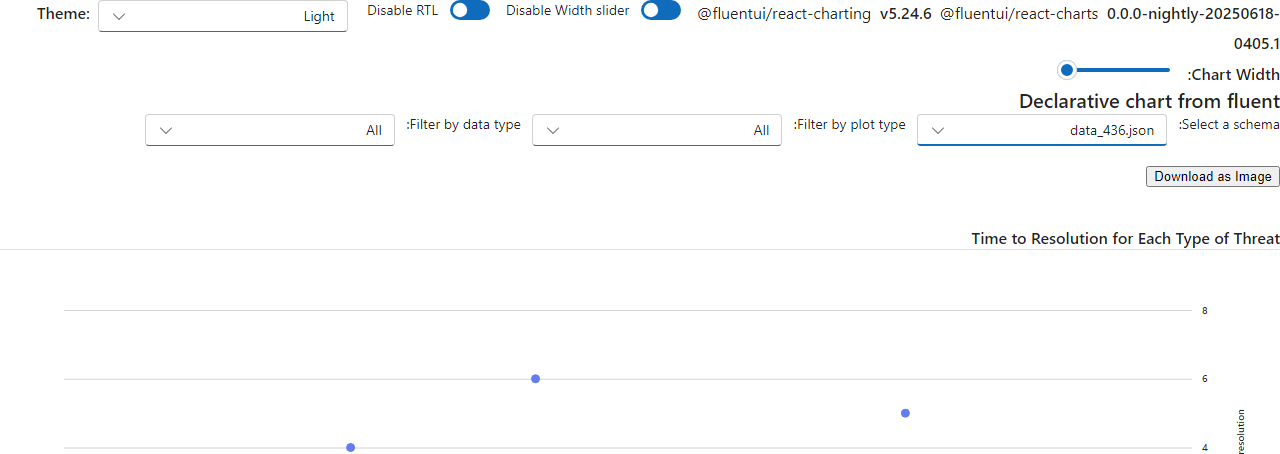 Theme: Light Disable RTL Disable Width slider @fluentui/react-charting v5.24.6 @fluentui/react-charts 0.0.0-nightly-20250618-
0405.1
:Chart Width
Declarative chart from fluent
:Select a schema data_436.json :Filter by plot type All :Filter by data type All
Download as Image
Time to Resolution for Each Type of Threat
8
6
4
resolution